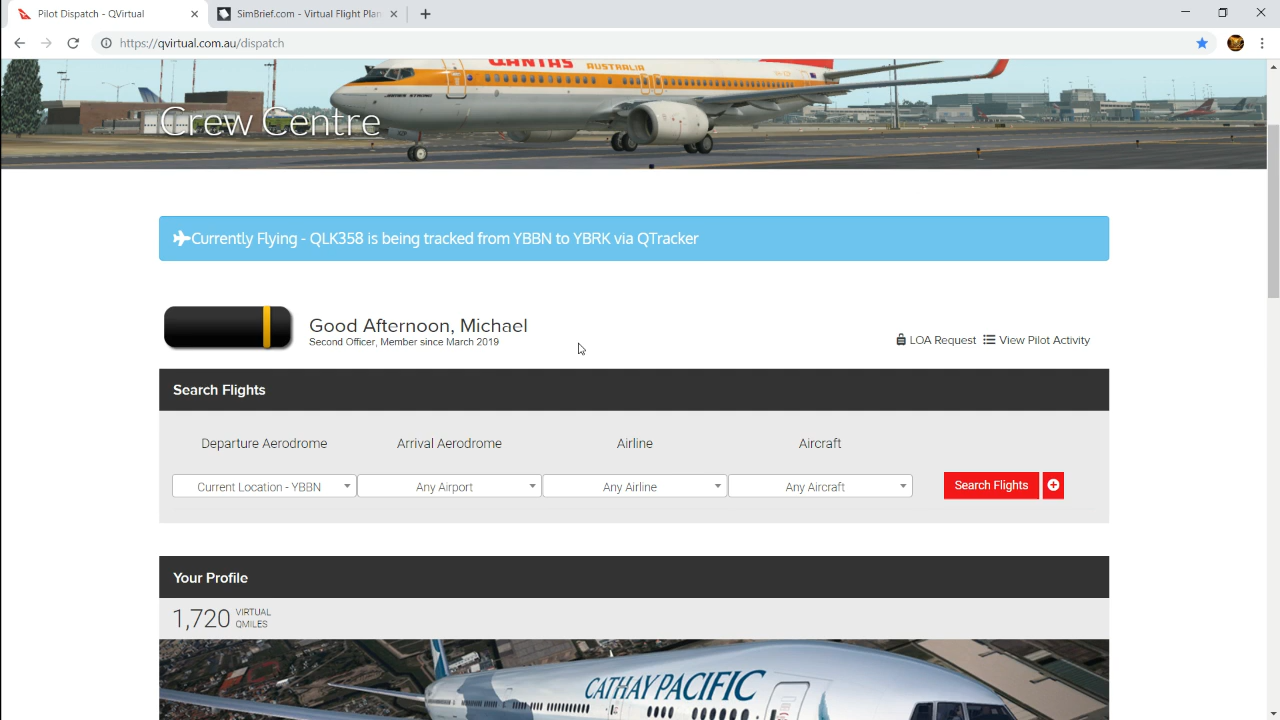 Pilot Dispatch - QVirtual
SimBrief.com - Virtual Flight Plan
https://qvirtual.com.au/dispatch
QANTAS AUSTRALIA
Crew Centre
Currently Flying - QLK358 is being tracked from YBBN to YBRK via QTracker
Good Afternoon, Michael
Second Officer, Member since March 2019
LOA Request
View Pilot Activity
Search Flights
Departure Aerodrome
Arrival Aerodrome
Airline
Aircraft
Current Location - YBBN
Any Airport
Any Airline
Any Aircraft
Search Flights
Your Profile
1,720 VIRTUAL
QMILES
CATHAY PACIFIC